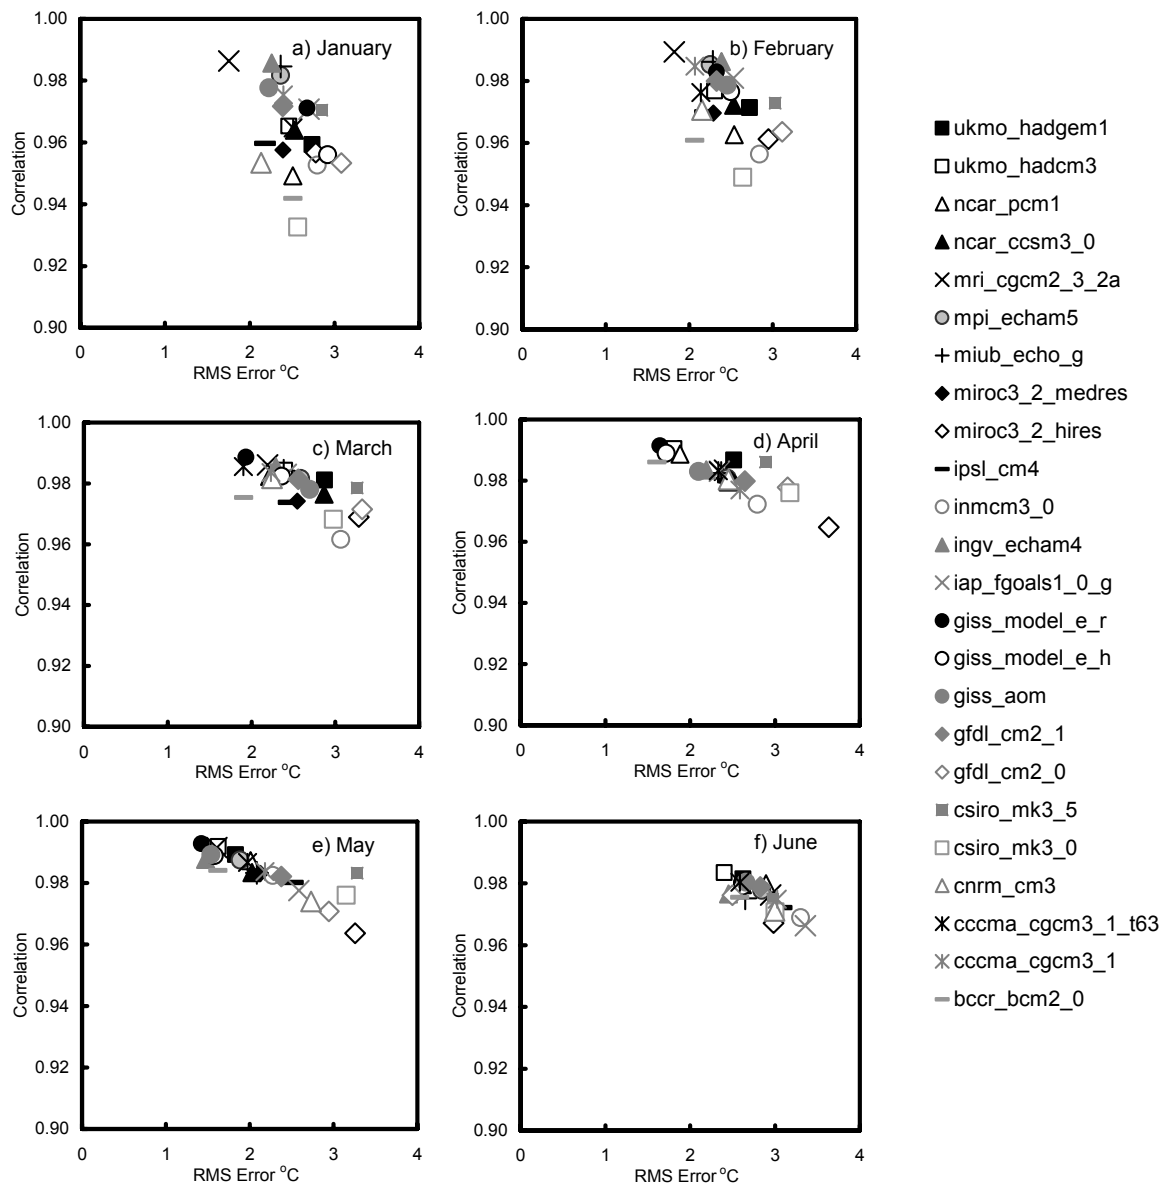 a) January
1.00
0.98
0.96
0.94
0.92
0.90
Correlation
0
1
2
3
4
RMS Error °C
b) February
1.00
0.98
0.96
0.94
0.92
0.90
Correlation
0
1
2
3
4
RMS Error °C
c) March
1.00
0.98
0.96
0.94
0.92
0.90
Correlation
0
1
2
3
4
RMS Error °C
d) April
1.00
0.98
0.96
0.94
0.92
0.90
Correlation
0
1
2
3
4
RMS Error °C
e) May
1.00
0.98
0.96
0.94
0.92
0.90
Correlation
0
1
2
3
4
RMS Error °C
f) June
1.00
0.98
0.96
0.94
0.92
0.90
Correlation
0
1
2
3
4
RMS Error °C
ukmo_hadgem1
ukmo_hadcm3
ncar_pcm1
ncar_ccsm3_0
mri_cgcm2_3_2a
mpi_echam5
miub_echo_g
miroc3_2_medres
miroc3_2_hires
ipsl_cm4
inmcm3_0
ingv_echam4
iap_fgoals1_0_g
giss_model_e_r
giss_model_e_h
giss_aom
gfdl_cm2_1
gfdl_cm2_0
csiro_mk3_5
csiro_mk3_0
cnrm_cm3
cccma_cgcm3_1_t63
cccma_cgcm3_1
bccr_bcm2_0